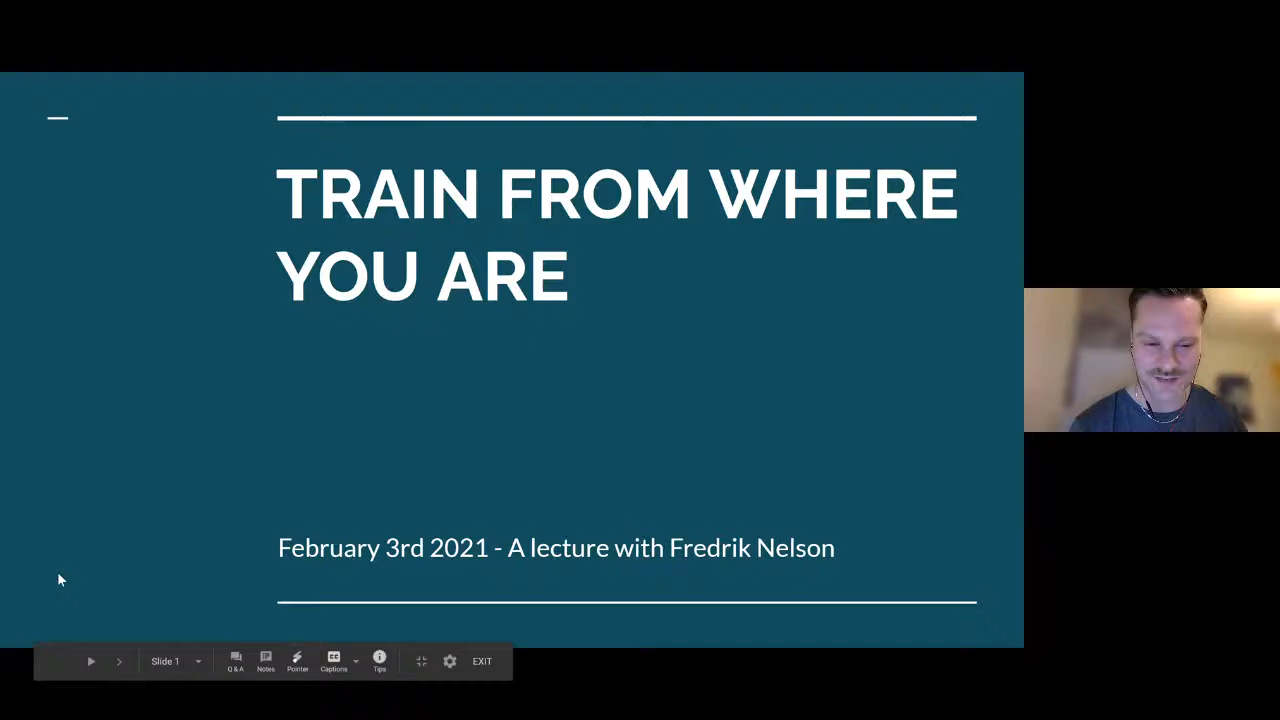 TRAIN FROM WHERE
YOU ARE
February 3rd 2021 - A lecture with Fredrik Nelson
Slide 1
Q & A
Notes
Pointer
CC
Captions
Tips
EXIT